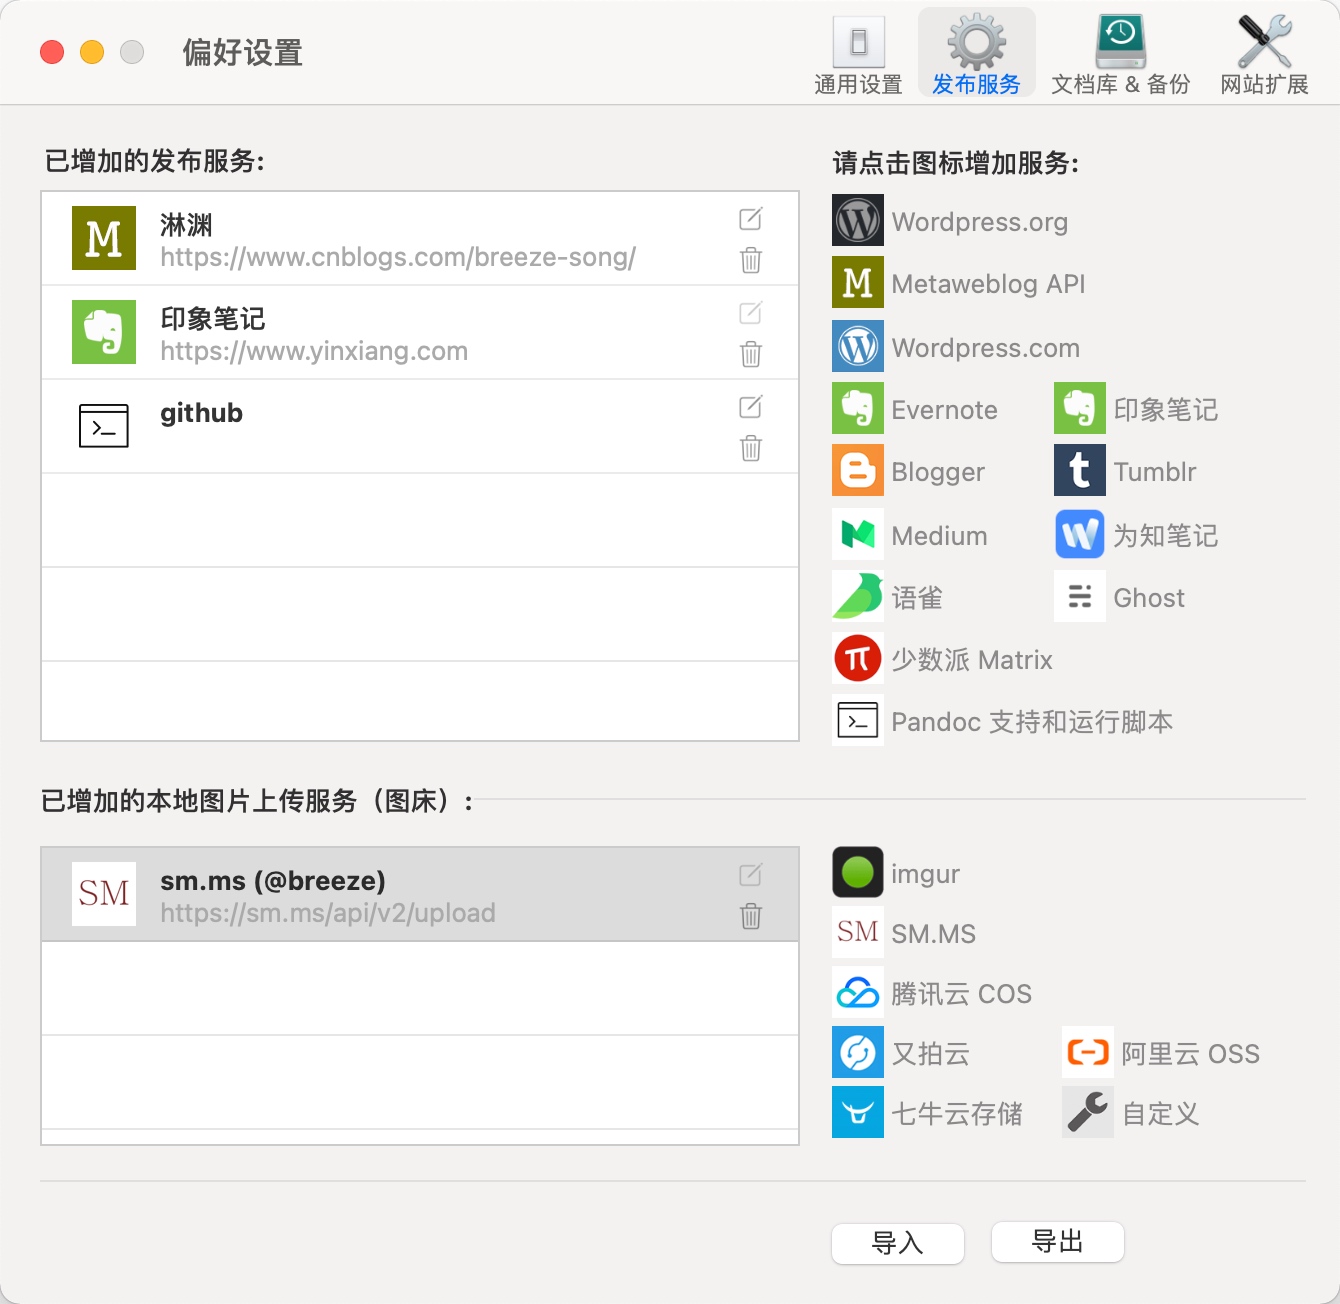 偏好设置
通用设置
发布服务
文档库 & 备份
网站扩展
已增加的发布服务:
M
淋渊
https://www.cnblogs.com/breeze-song/
印象笔记
https://www.yinxiang.com
github
请点击图标增加服务:
Wordpress.org
M
Metaweblog API
Wordpress.com
Evernote
印象笔记
Blogger
t
Tumblr
Medium
为知笔记
语雀
Ghost
少数派 Matrix
Pandoc 支持和运行脚本
已增加的本地图片上传服务（图床）:
SM
sm.ms (@breeze)
https://sm.ms/api/v2/upload
imgur
SM
SM.MS
腾讯云 COS
又拍云
阿里云 OSS
七牛云存储
自定义
导入
导出